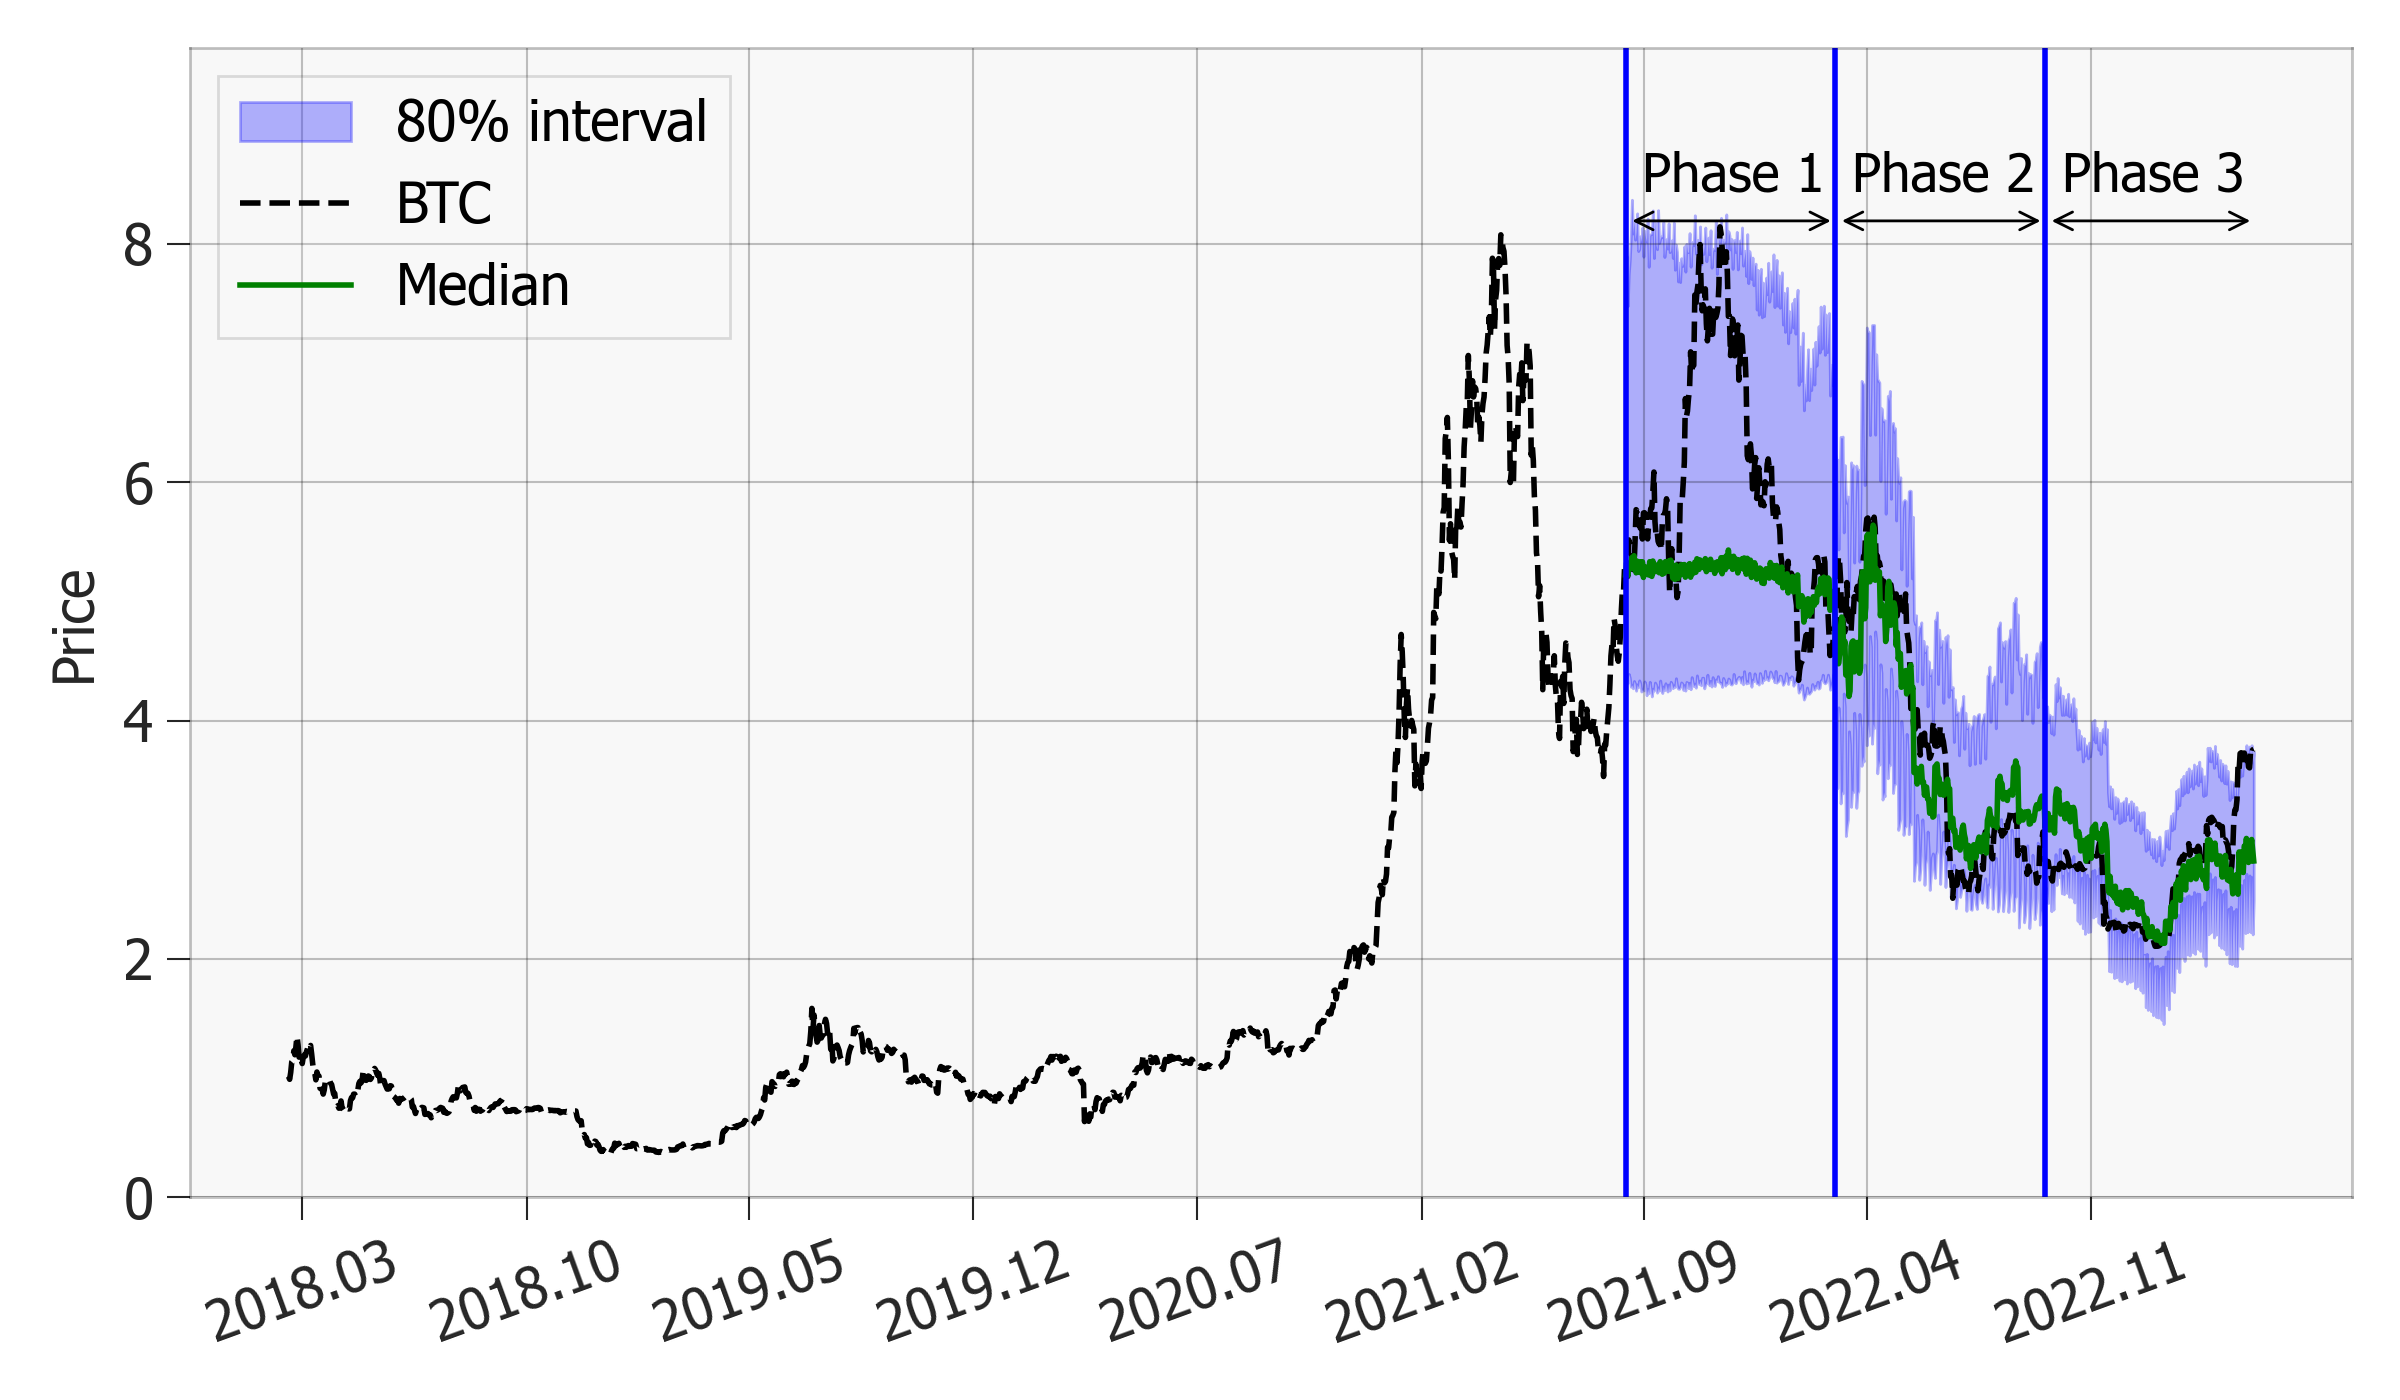 80% interval
BTC
Median
Phase 1
Phase 2
Phase 3
Price
8
6
4
2
0
2018.03
2018.10
2019.05
2019.12
2020.07
2021.02
2021.09
2022.04
2022.11